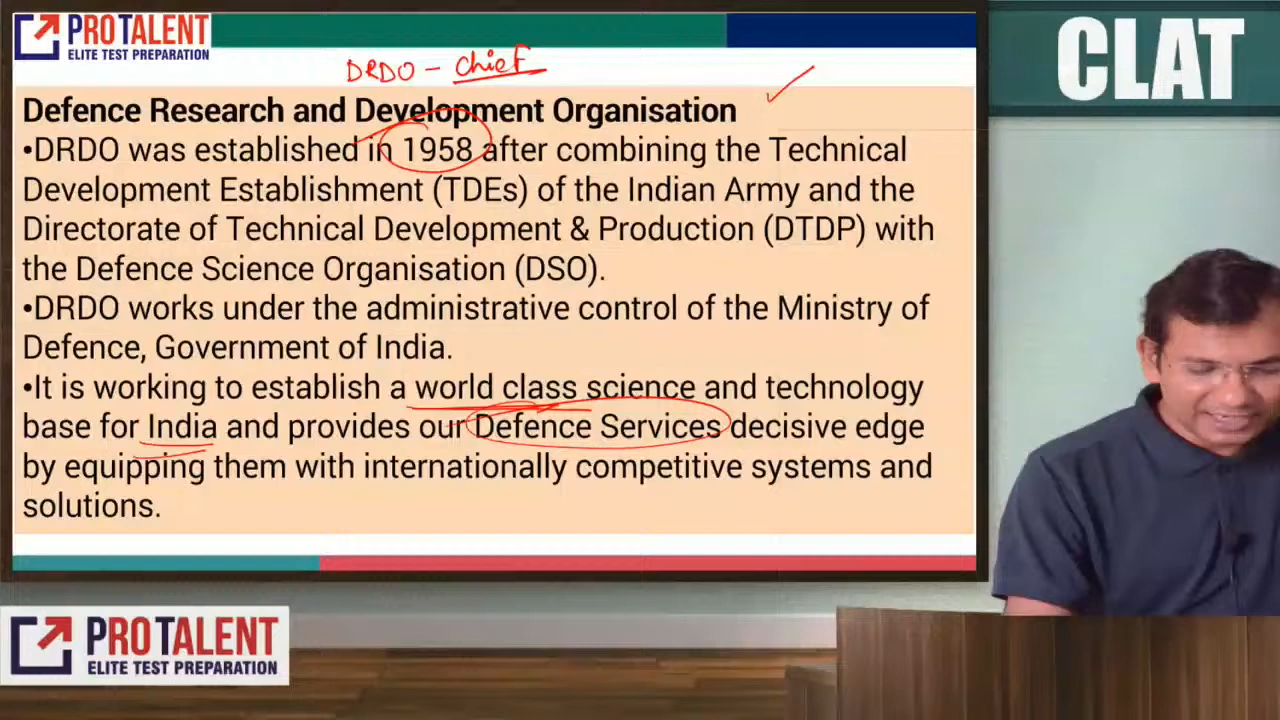 PROTALENT
ELITE TEST PREPARATION
CLAT
DRDO - Chief
Defence Research and Development Organisation
•DRDO was established in 1958 after combining the Technical
Development Establishment (TDEs) of the Indian Army and the
Directorate of Technical Development & Production (DTDP) with
the Defence Science Organisation (DSO).
•DRDO works under the administrative control of the Ministry of
Defence, Government of India.
•It is working to establish a world class science and technology
base for India and provides our Defence Services decisive edge
by equipping them with internationally competitive systems and
solutions.
PROTALENT
ELITE TEST PREPARATION